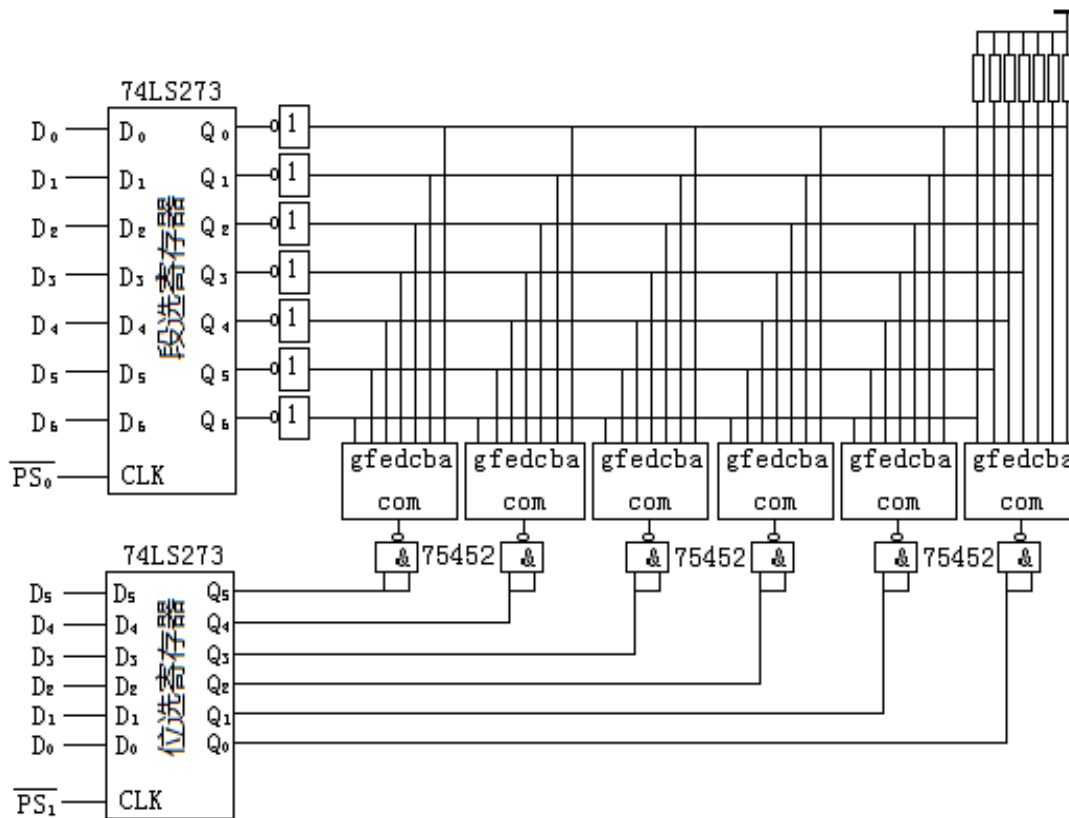 74LS273
D₀ D₀ Q₀ 1
D₁ D₁ Q₁ 1
D₂ D₂ Q₂ 1
D₃ D₃ Q₃ 1
D₄ D₄ Q₄ 1
D₅ D₅ Q₅ 1
D₆ D₆ Q₆ 1
段选寄存器
P̅S̅₀̅ CLK
gfedcba gfedcba gfedcba gfedcba gfedcba gfedcba
com com com com com com
& 75452 & & 75452 & & 75452 &
74LS273
D₅ D₅ Q₅
D₄ D₄ Q₄
D₃ D₃ Q₃
D₂ D₂ Q₂
D₁ D₁ Q₁
D₀ D₀ Q₀
位选寄存器
P̅S̅₁̅ CLK